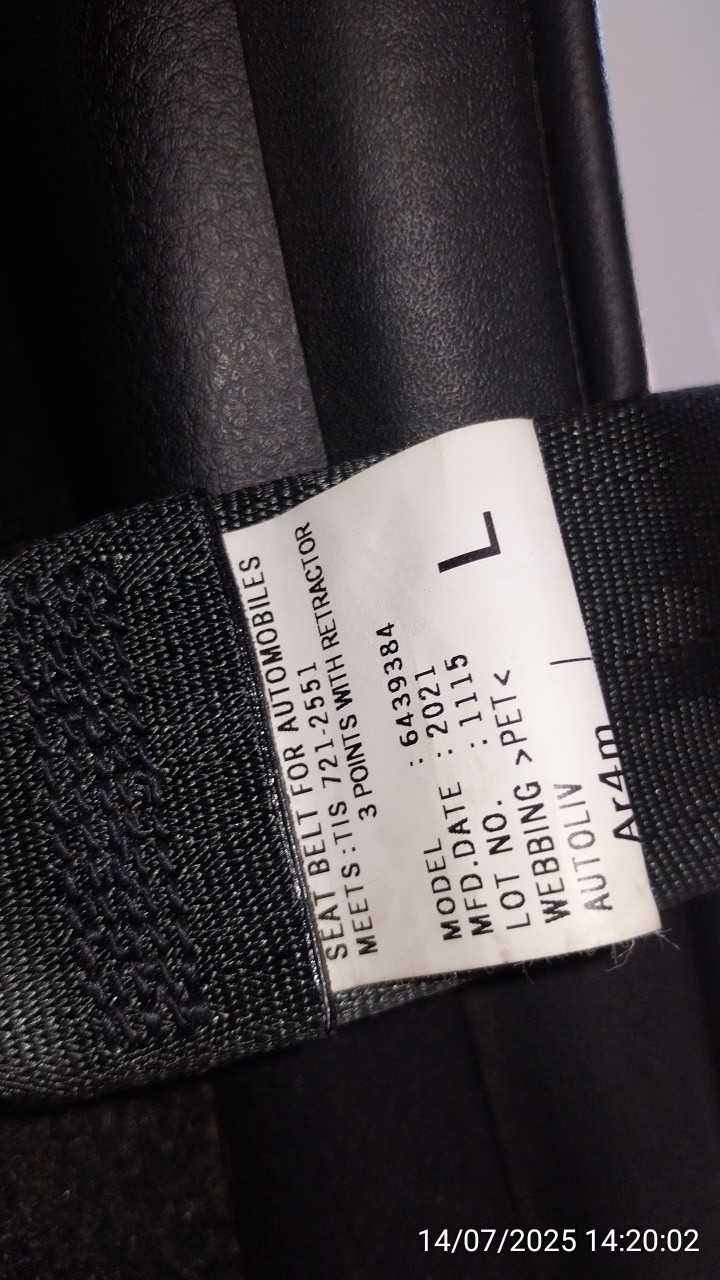 SEAT BELT FOR AUTOMOBILES
MEETS : TIS 721-2551
3 POINTS WITH RETRACTOR
MODEL : 6439384
MFD.DATE : 2021
LOT NO. : 1115
WEBBING >PET<
AUTOLIV
L
Ar4m
14/07/2025 14:20:02